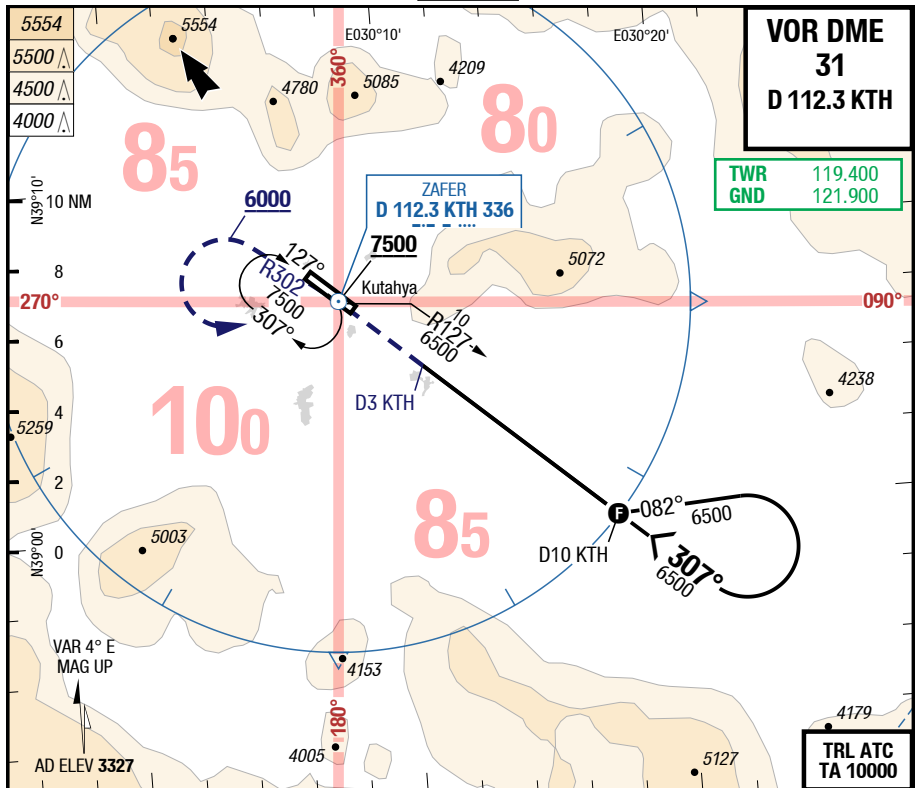 5554
5500
4500
4000
5554
4780
5085
4209
E030°10'
E030°20'
360°
VOR DME
31
D 112.3 KTH
TWR 119.400
GND 121.900
85
80
N39°10'
10 NM
6000
ZAFER
D 112.3 KTH 336
7500
5072
127°
R302
7500
307°
Kutahya
8
270°
090°
10
R127
6500
6
D3 KTH
4238
4
100
5259
2
85
082°
6500
D10 KTH
F
307°
6500
N39°00'
0
5003
VAR 4° E
MAG UP
4153
180°
4005
4179
5127
AD ELEV 3327
TRL ATC
TA 10000